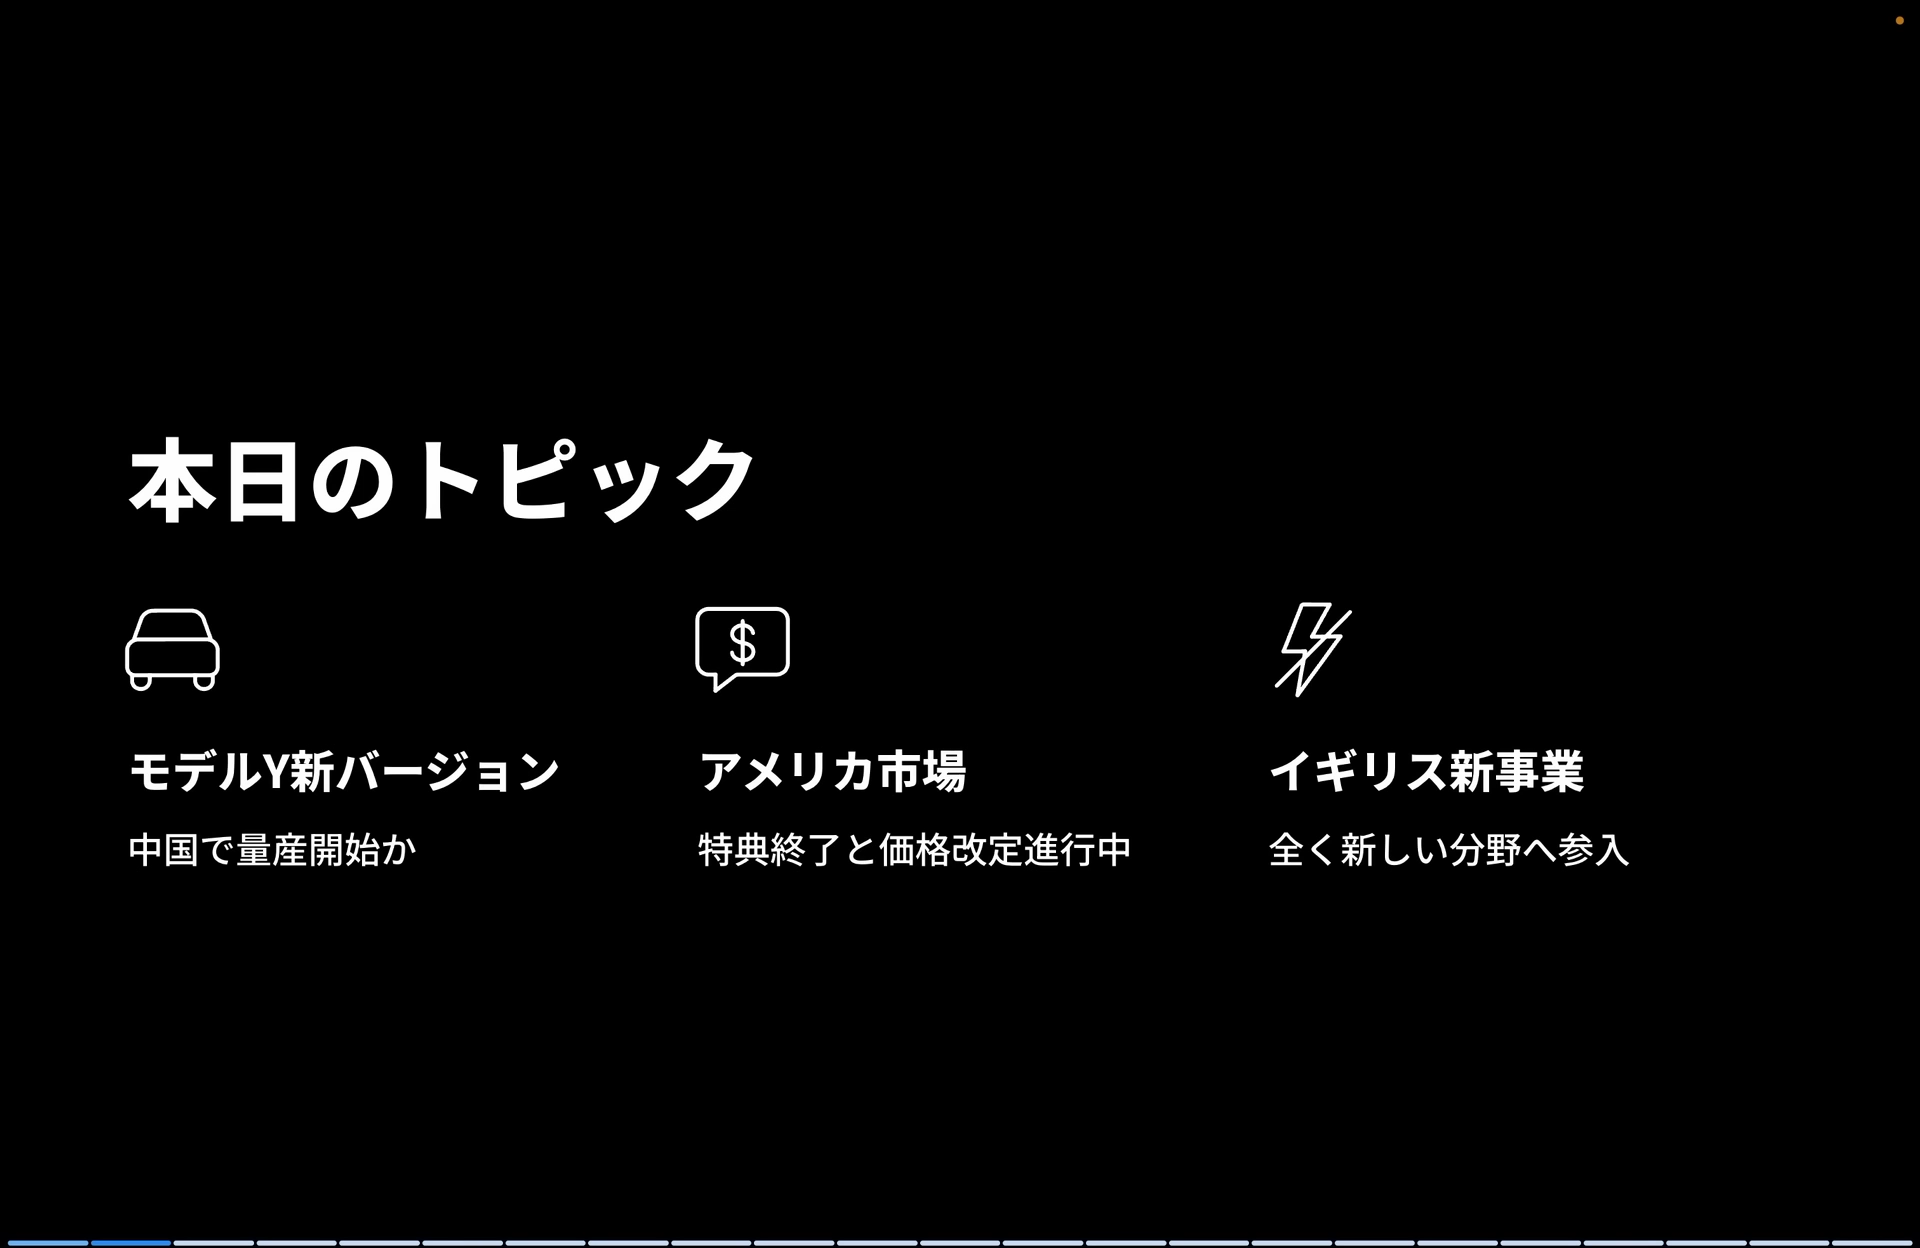 本日のトピック
$
モデルY新バージョン
中国で量産開始か
アメリカ市場
特典終了と価格改定進行中
イギリス新事業
全く新しい分野へ参入